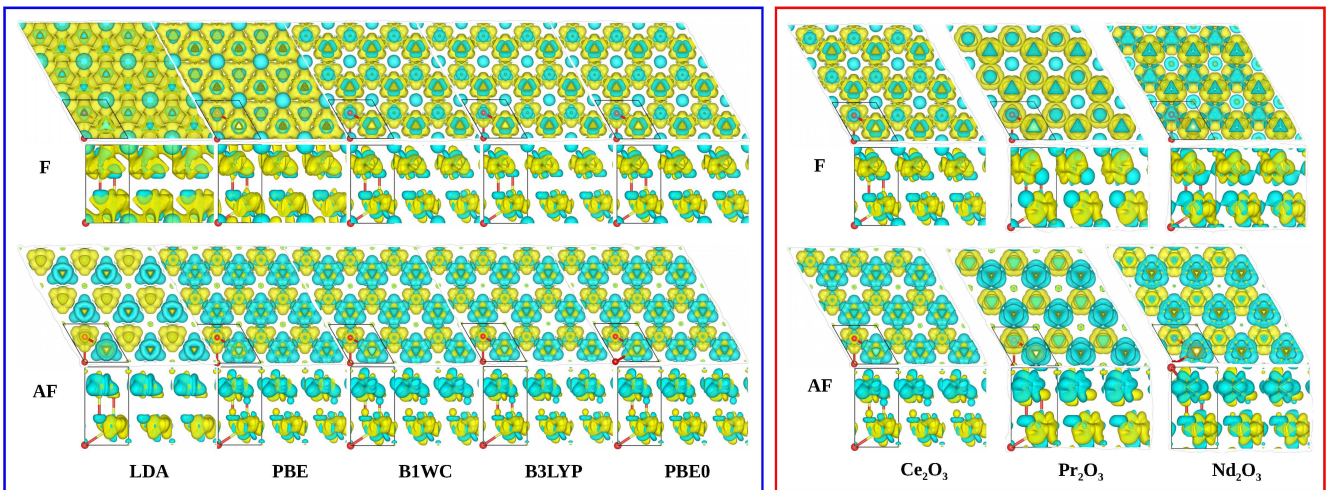 F
F
AF
AF
LDA PBE B1WC B3LYP PBE0
Ce₂O₃ Pr₂O₃ Nd₂O₃